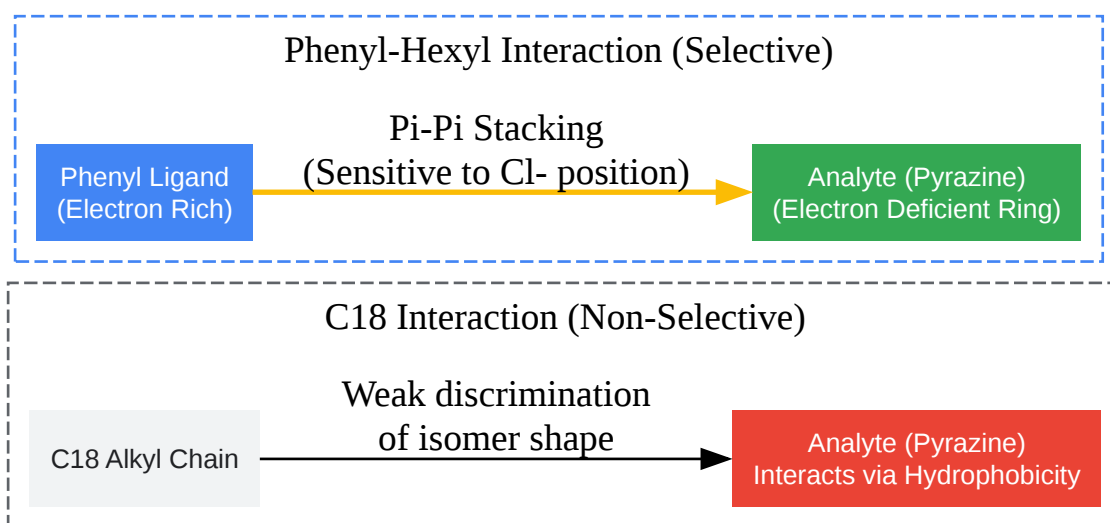 Phenyl-Hexyl Interaction (Selective)
Pi-Pi Stacking
(Sensitive to Cl- position)
Phenyl Ligand
(Electron Rich)
Analyte (Pyrazine)
(Electron Deficient Ring)
C18 Interaction (Non-Selective)
Weak discrimination
of isomer shape
C18 Alkyl Chain
Analyte (Pyrazine)
Interacts via Hydrophobicity